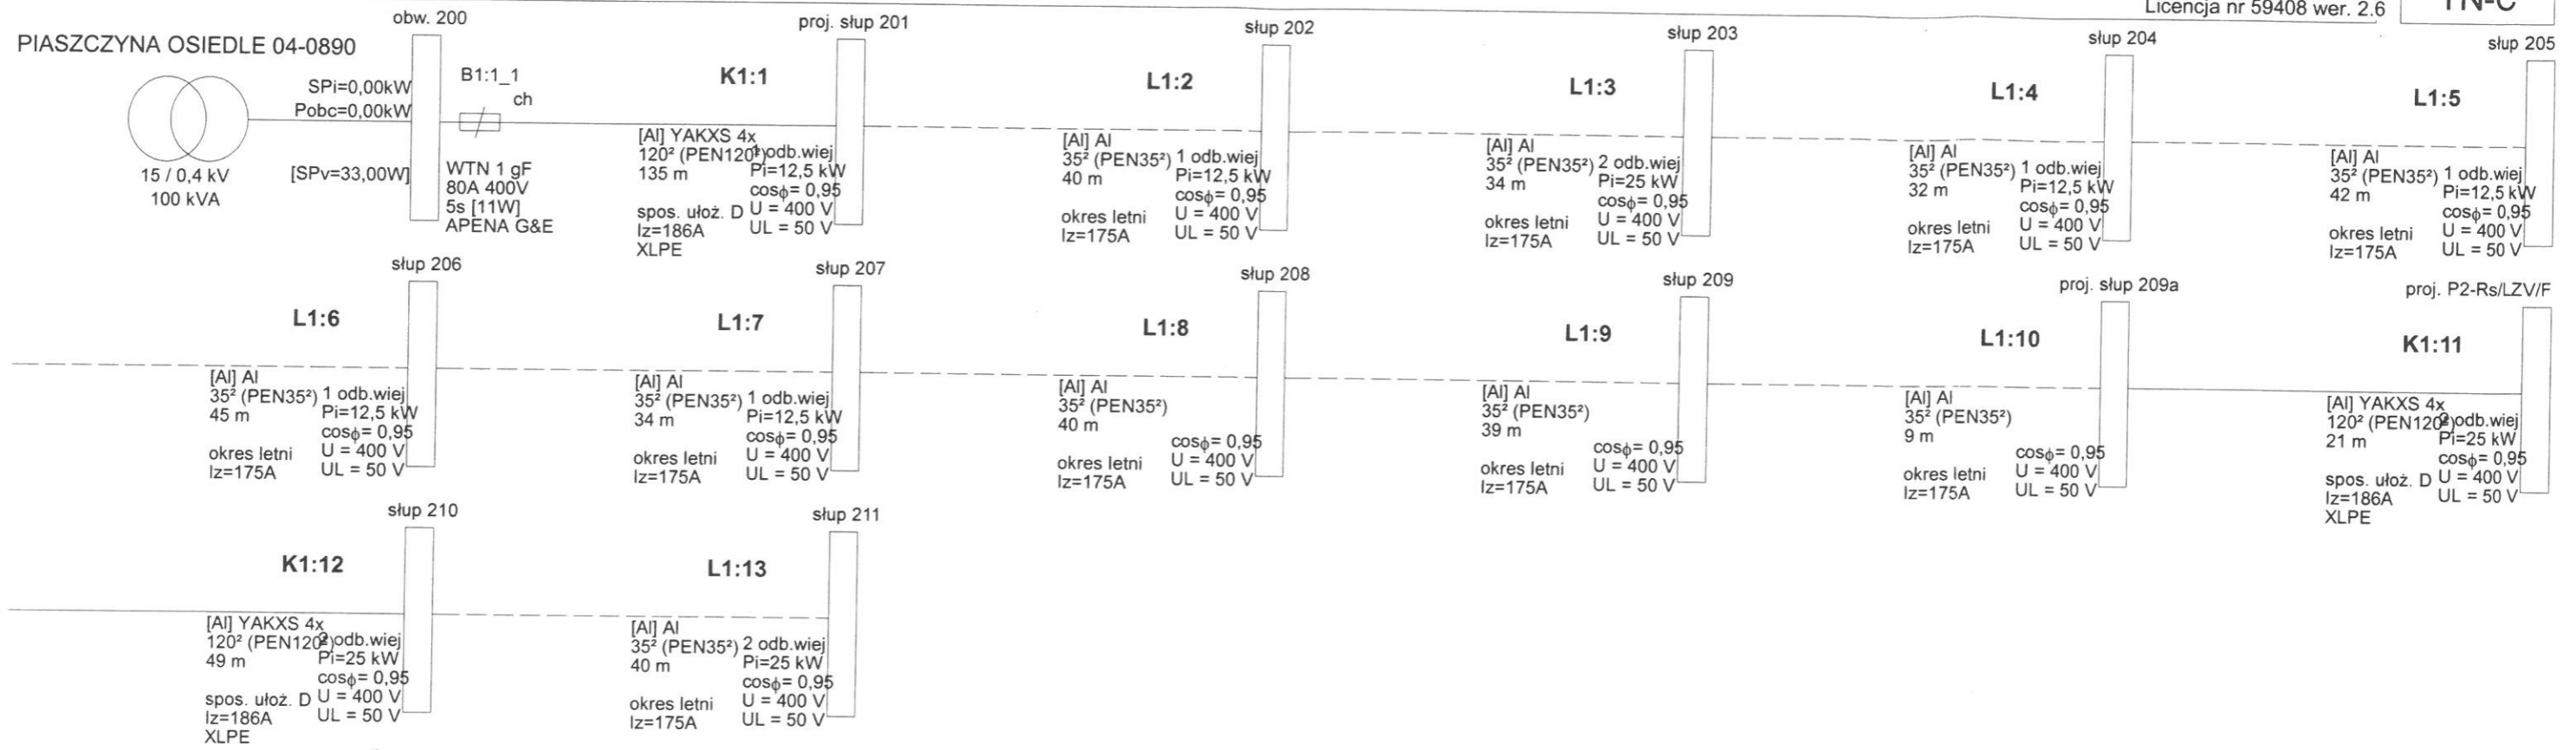 Licencja nr 59408 wer. 2.6
TN-C
PIASZCZYNA OSIEDLE 04-0890
15 / 0,4 kV
100 kVA
SPi=0,00kW
Pobc=0,00kW
[SPv=33,00W]
obw. 200
B1:1_1
ch
WTN 1 gF
80A 400V
5s [11W]
APENA G&E
K1:1
proj. słup 201
[Al] YAKXS 4x
120² (PEN120²)
135 m
spos. ułoż. D
Iz=186A
XLPE
odb.wiej
Pi=12,5 kW
cosϕ= 0,95
U = 400 V
UL = 50 V
L1:2
słup 202
[Al] Al
35² (PEN35²)
40 m
okres letni
Iz=175A
1 odb.wiej
Pi=12,5 kW
cosϕ= 0,95
U = 400 V
UL = 50 V
L1:3
słup 203
[Al] Al
35² (PEN35²)
34 m
okres letni
Iz=175A
2 odb.wiej
Pi=25 kW
cosϕ= 0,95
U = 400 V
UL = 50 V
L1:4
słup 204
[Al] Al
35² (PEN35²)
32 m
okres letni
Iz=175A
1 odb.wiej
Pi=12,5 kW
cosϕ= 0,95
U = 400 V
UL = 50 V
L1:5
słup 205
[Al] Al
35² (PEN35²)
42 m
okres letni
Iz=175A
1 odb.wiej
Pi=12,5 kW
cosϕ= 0,95
U = 400 V
UL = 50 V
L1:6
słup 206
[Al] Al
35² (PEN35²)
45 m
okres letni
Iz=175A
1 odb.wiej
Pi=12,5 kW
cosϕ= 0,95
U = 400 V
UL = 50 V
L1:7
słup 207
[Al] Al
35² (PEN35²)
34 m
okres letni
Iz=175A
1 odb.wiej
Pi=12,5 kW
cosϕ= 0,95
U = 400 V
UL = 50 V
L1:8
słup 208
[Al] Al
35² (PEN35²)
40 m
okres letni
Iz=175A
cosϕ= 0,95
U = 400 V
UL = 50 V
L1:9
słup 209
[Al] Al
35² (PEN35²)
39 m
okres letni
Iz=175A
cosϕ= 0,95
U = 400 V
UL = 50 V
L1:10
proj. słup 209a
[Al] Al
35² (PEN35²)
9 m
okres letni
Iz=175A
cosϕ= 0,95
U = 400 V
UL = 50 V
K1:11
proj. P2-Rs/LZV/F
[Al] YAKXS 4x
120² (PEN120²)
21 m
spos. ułoż. D
Iz=186A
XLPE
2 odb.wiej
Pi=25 kW
cosϕ= 0,95
U = 400 V
UL = 50 V
K1:12
słup 210
[Al] YAKXS 4x
120² (PEN120²)
49 m
spos. ułoż. D
Iz=186A
XLPE
2 odb.wiej
Pi=25 kW
cosϕ= 0,95
U = 400 V
UL = 50 V
L1:13
słup 211
[Al] Al
35² (PEN35²)
40 m
okres letni
Iz=175A
2 odb.wiej
Pi=25 kW
cosϕ= 0,95
U = 400 V
UL = 50 V